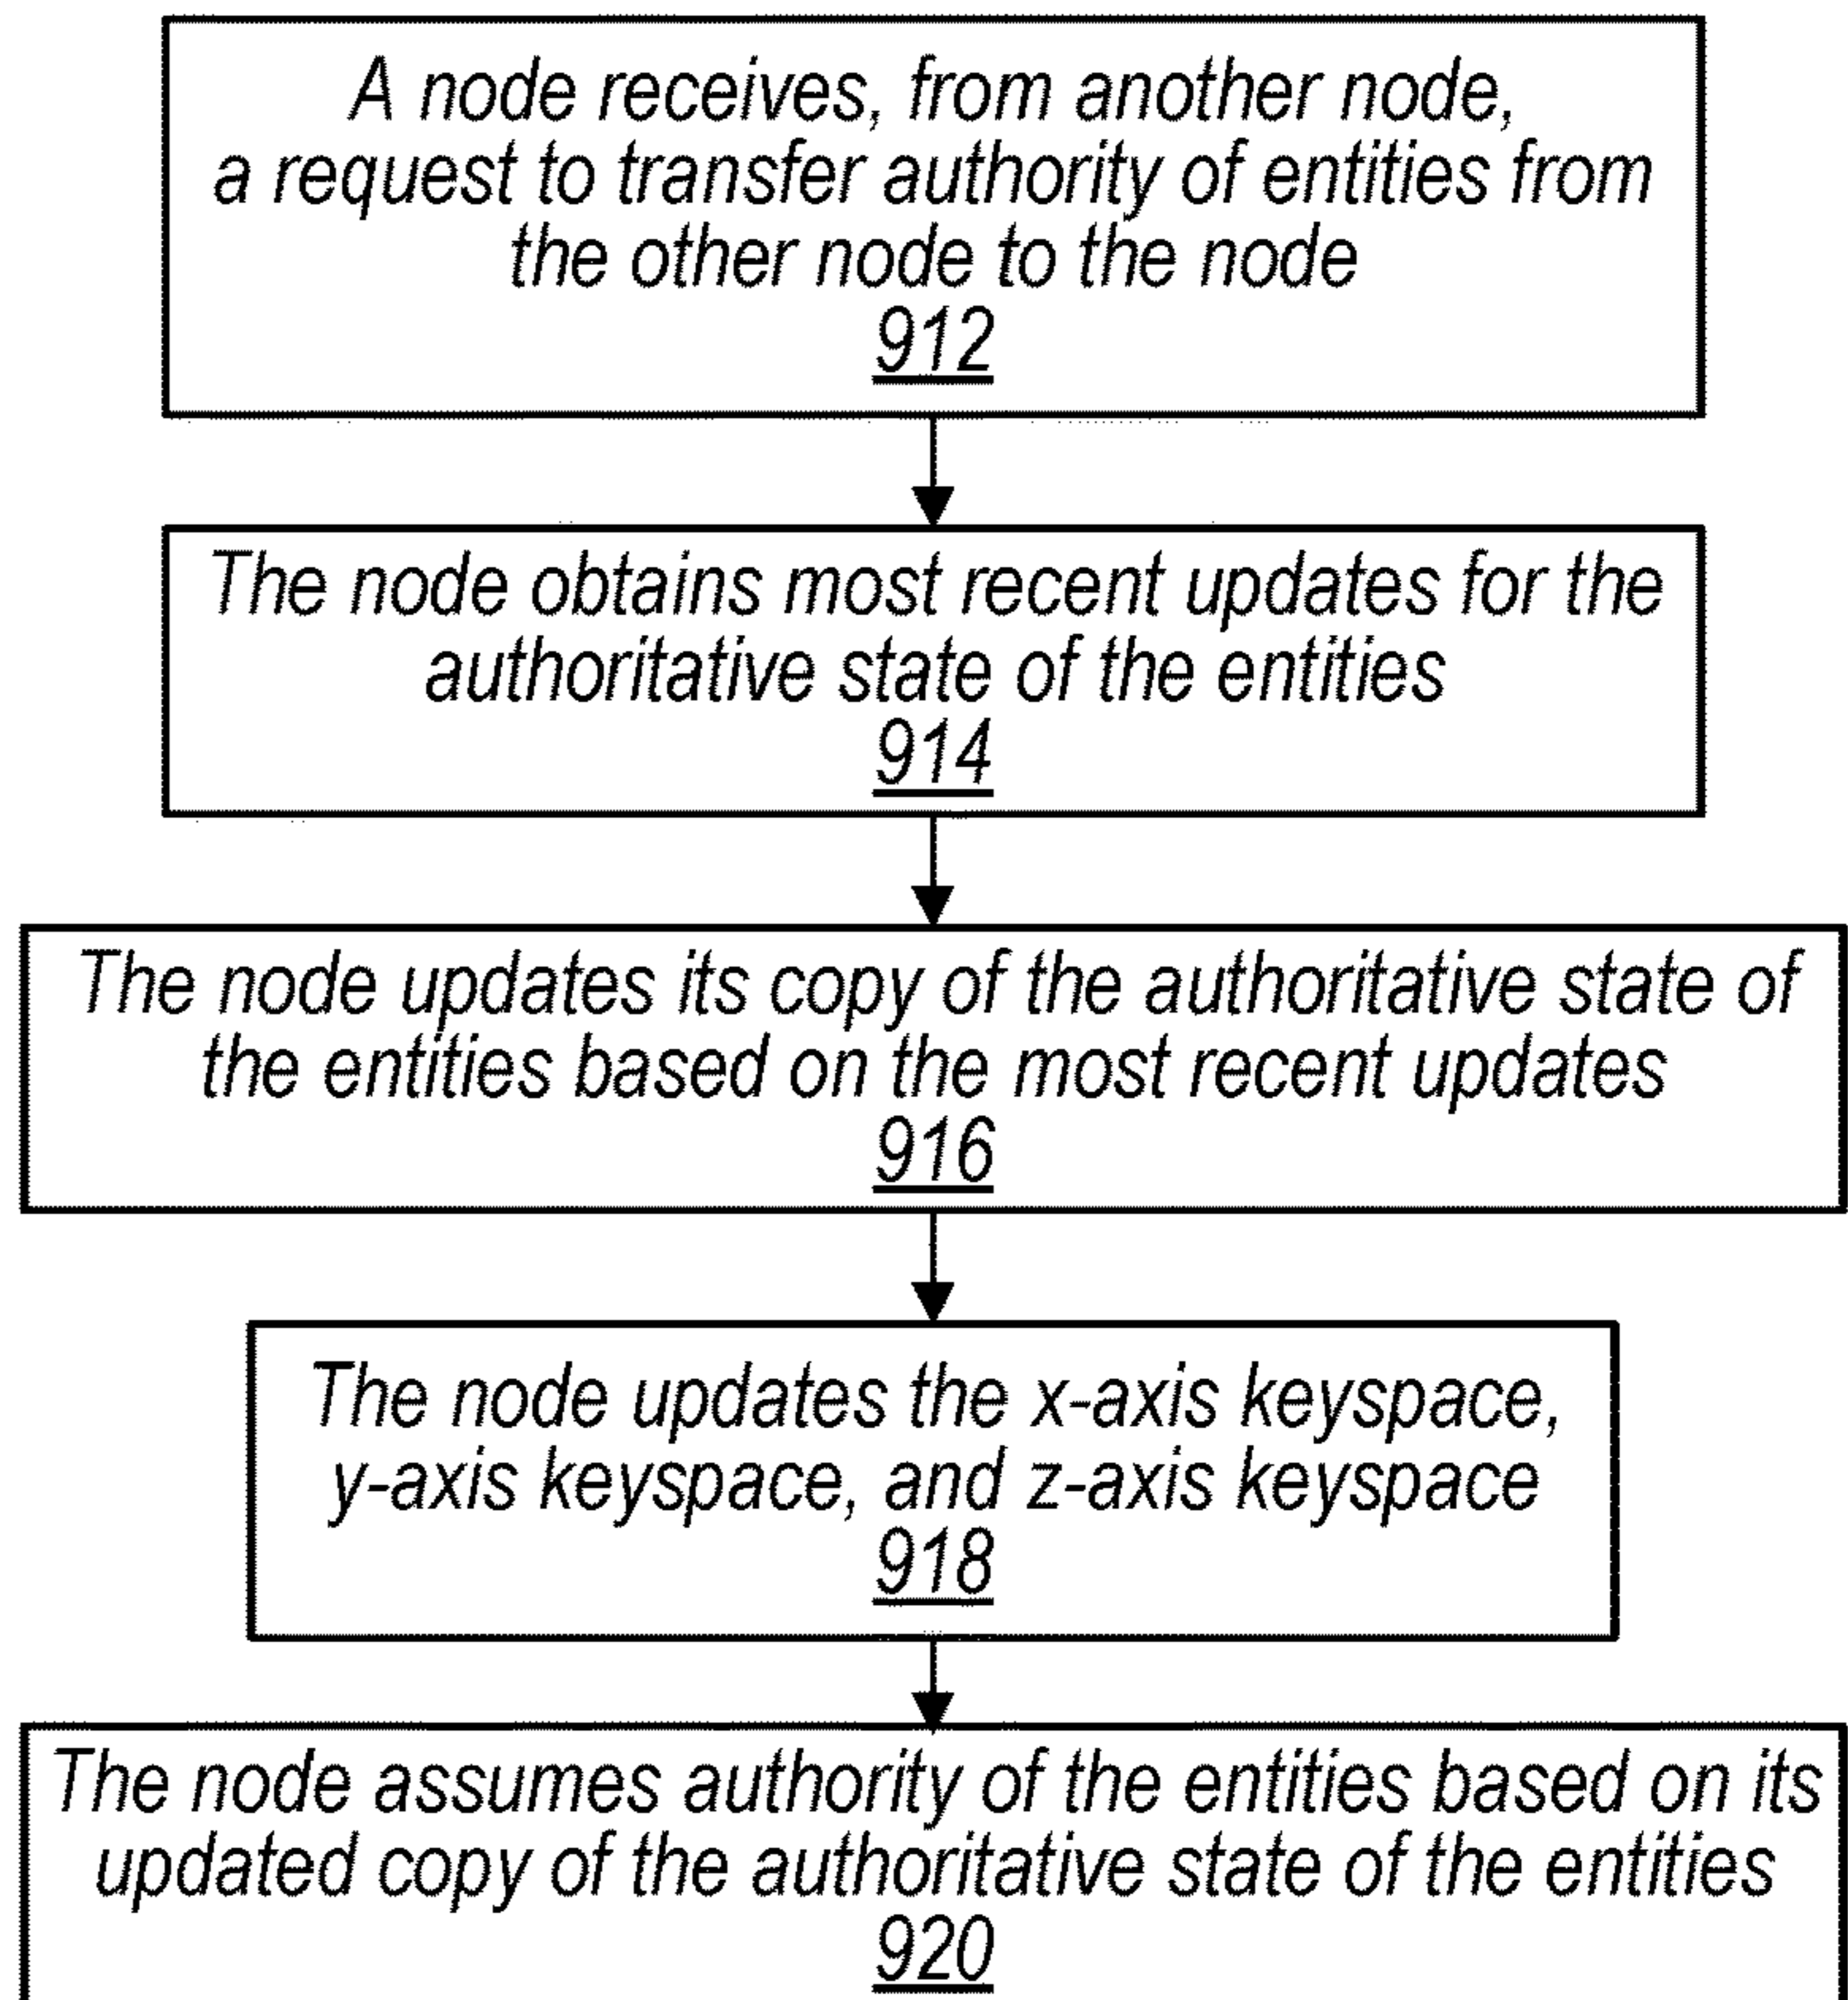 A node receives, from another node,
a request to transfer authority of entities from
the other node to the node
912
The node obtains most recent updates for the
authoritative state of the entities
914
The node updates its copy of the authoritative state of
the entities based on the most recent updates
916
The node updates the x-axis keyspace,
y-axis keyspace, and z-axis keyspace
918
The node assumes authority of the entities based on its
updated copy of the authoritative state of the entities
920